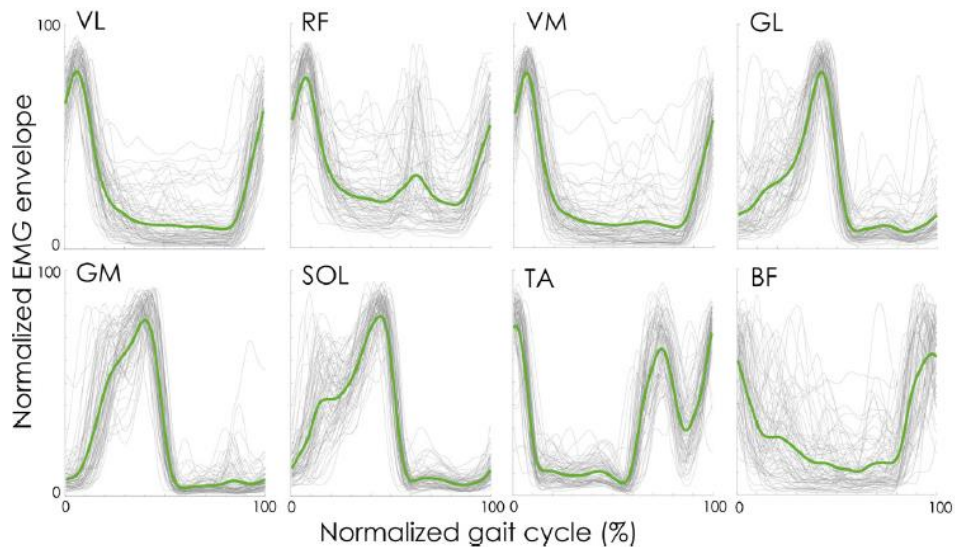 VL RF VM GL
100
0
Normalized EMG envelope
GM SOL TA BF
100
0
0 100 0 100 0 100 0 100
Normalized gait cycle (%)